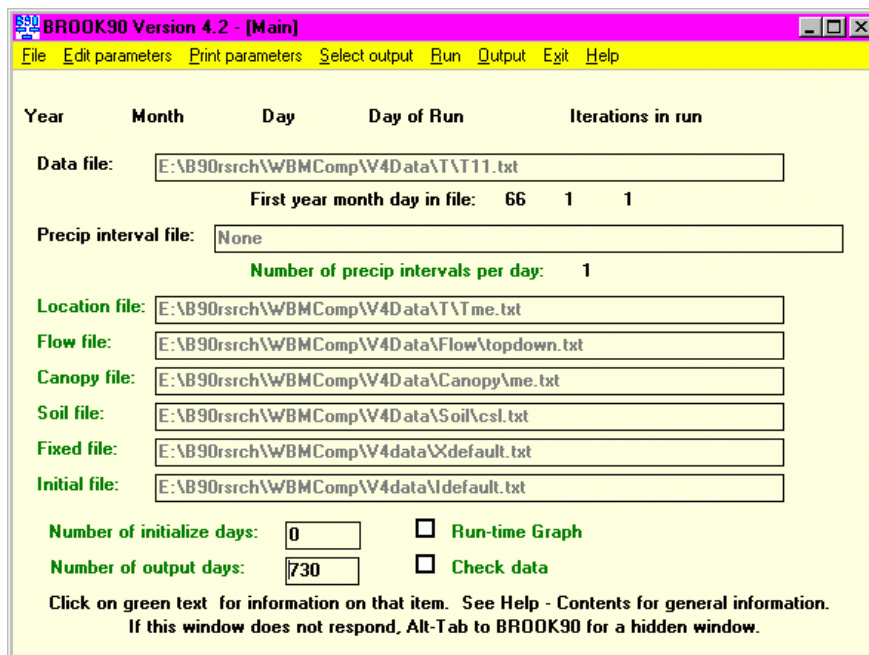 B90 BROOK90 Version 4.2 - [Main]
File Edit parameters Print parameters Select output Run Output Exit Help
Year Month Day Day of Run Iterations in run
Data file: E:\B90rsrch\WBMComp\V4Data\T\T11.txt
First year month day in file: 66 1 1
Precip interval file: None
Number of precip intervals per day: 1
Location file: E:\B90rsrch\WBMComp\V4Data\T\Tme.txt
Flow file: E:\B90rsrch\WBMComp\V4Data\Flow\topdown.txt
Canopy file: E:\B90rsrch\WBMComp\V4Data\Canopy\me.txt
Soil file: E:\B90rsrch\WBMComp\V4Data\Soil\csl.txt
Fixed file: E:\B90rsrch\WBMComp\V4data\Xdefault.txt
Initial file: E:\B90rsrch\WBMComp\V4data\Idefault.txt
Number of initialize days: 0 Run-time Graph
Number of output days: 730 Check data
Click on green text for information on that item. See Help - Contents for general information.
If this window does not respond, Alt-Tab to BROOK90 for a hidden window.